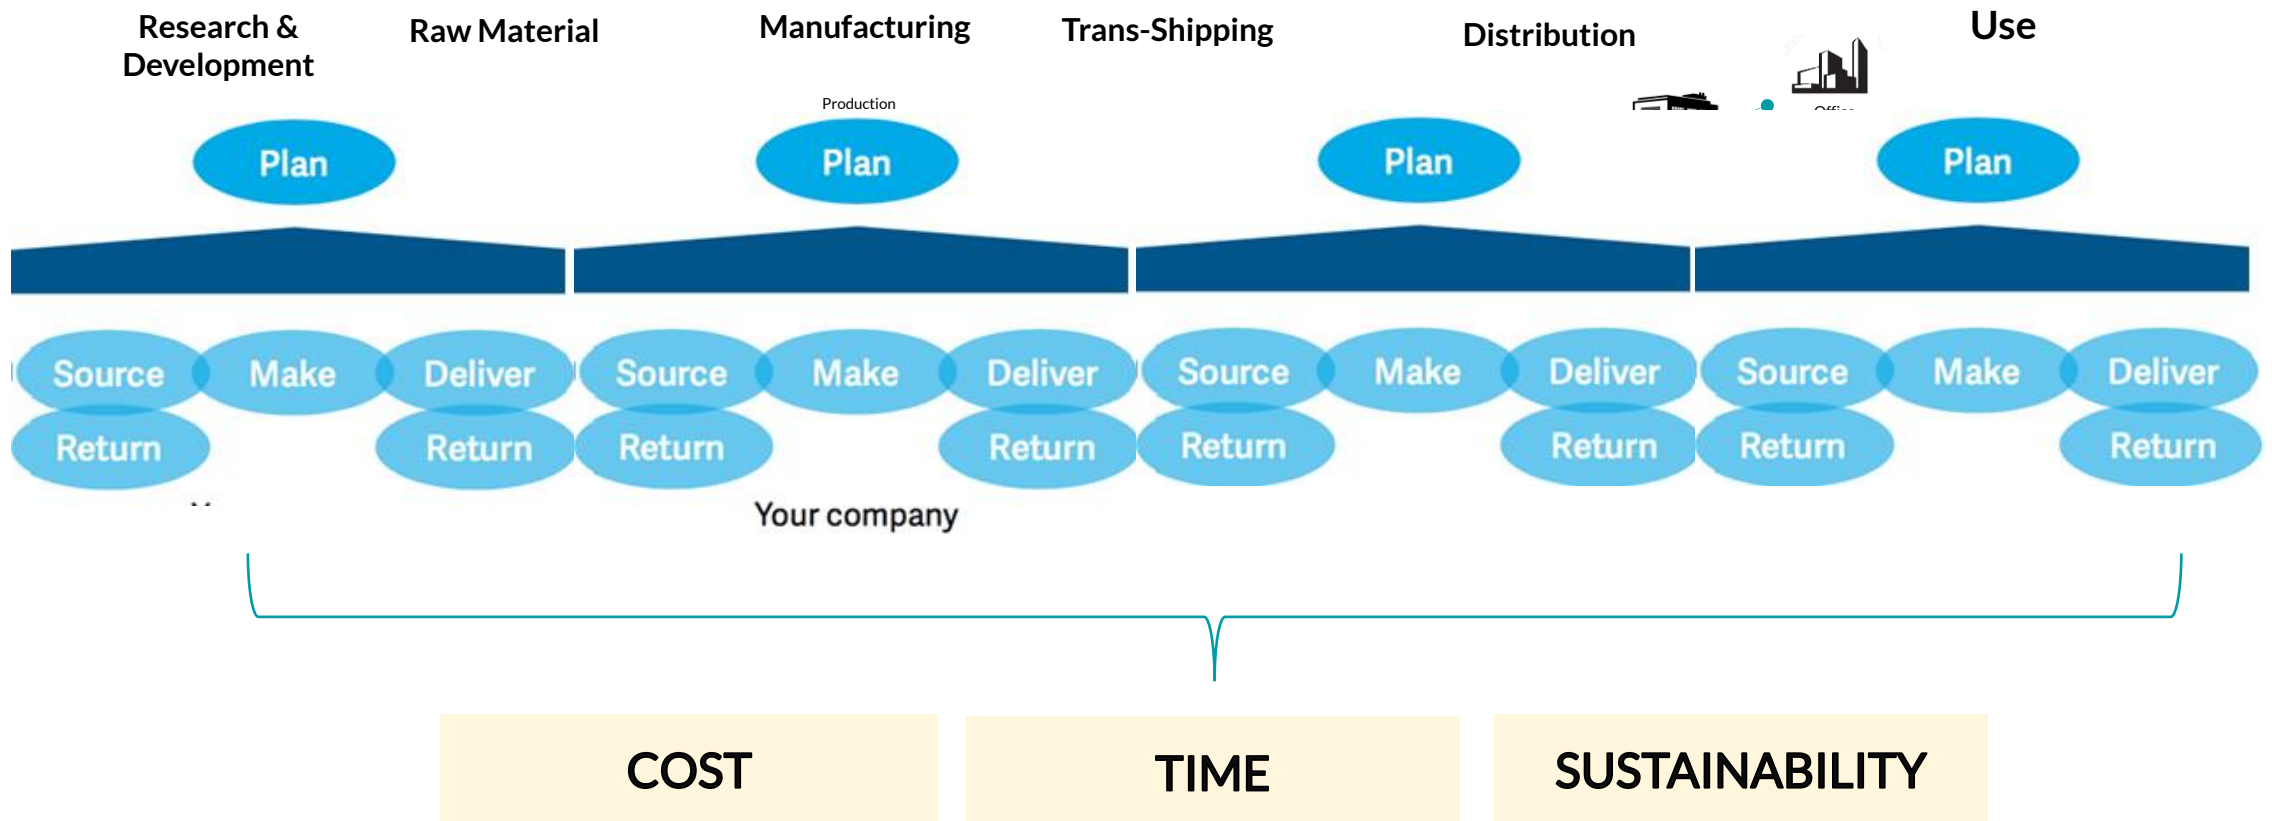 Research &
Development
Raw Material
Manufacturing
Trans-Shipping
Distribution
Use
Production
Plan
Plan
Plan
Plan
Source
Make
Deliver
Source
Make
Deliver
Source
Make
Deliver
Source
Make
Deliver
Return
Return
Return
Return
Return
Return
Return
Return
Your company
COST
TIME
SUSTAINABILITY